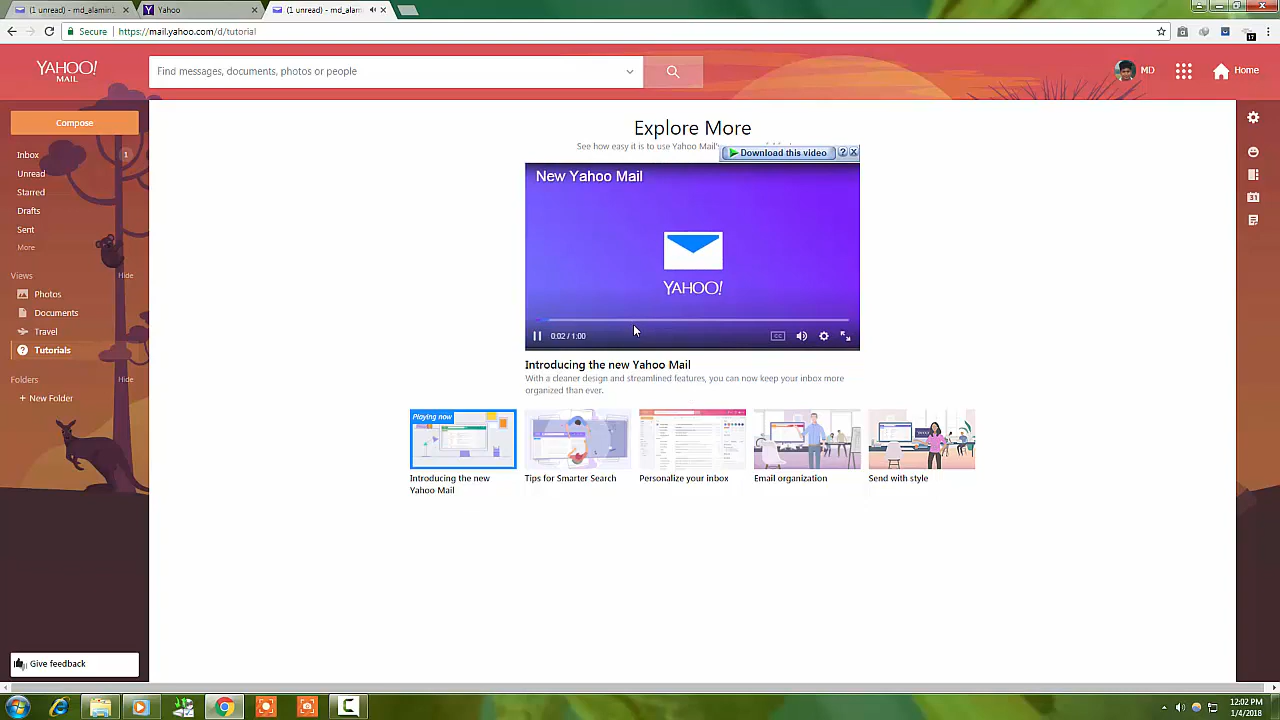 (1 unread) - md_alamin1
Yahoo
(1 unread) - md_alam
Secure
https://mail.yahoo.com/d/tutorial
17
YAHOO!
MAIL
Find messages, documents, photos or people
MD
Home
Compose
Inbox
1
Unread
Starred
Drafts
Sent
More
Views
Hide
Photos
Documents
Travel
Tutorials
Folders
Hide
+ New Folder
Give feedback
Explore More
See how easy it is to use Yahoo Mail's
Download this video
New Yahoo Mail
YAHOO!
0:02 / 1:00
CC
Introducing the new Yahoo Mail
With a cleaner design and streamlined features, you can now keep your inbox more
organized than ever.
Playing now
Introducing the new
Yahoo Mail
Tips for Smarter Search
Personalize your inbox
Email organization
Send with style
31
12:02 PM
1/4/2018